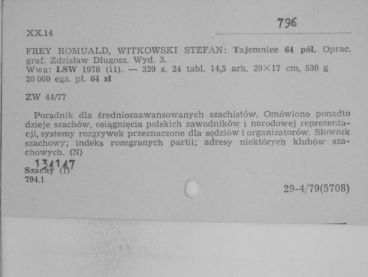 796
XX.14
FREY ROMUALD, WITKOWSKI STEFAN: Tajemnice 64 pól. Oprac.
graf. Zdzisław Długosz. Wyd. 3.
Wwa: LSW 1978 (11). — 320 s. 24 tabl. 14,5 ark. 20×17 cm, 530 g
20 000 egz. pł. 64 zł
ZW 44/77
Poradnik dla średniozaawansowanych szachistów. Omówiono ponadto
dzieje szachów, osiągnięcia polskich zawodników i narodowej reprezenta-
cji, systemy rozgrywek przeznaczone dla sędziów i organizatorów. Słownik
szachowy; indeks rozegranych partii; adresy niektórych klubów sza-
chowych. (N)
134147
Szachy (P)
794.1
29-4/79(5708)